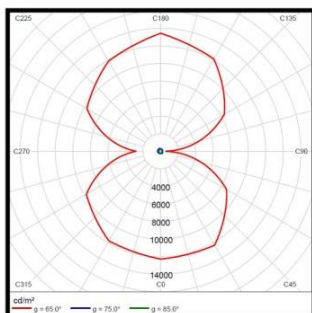 C225 C180 C135
C270 C90
4000
6000
8000
10000
14000
C315 C0 C45
cd/m²
g = 65.0° g = 75.0° g = 85.0°